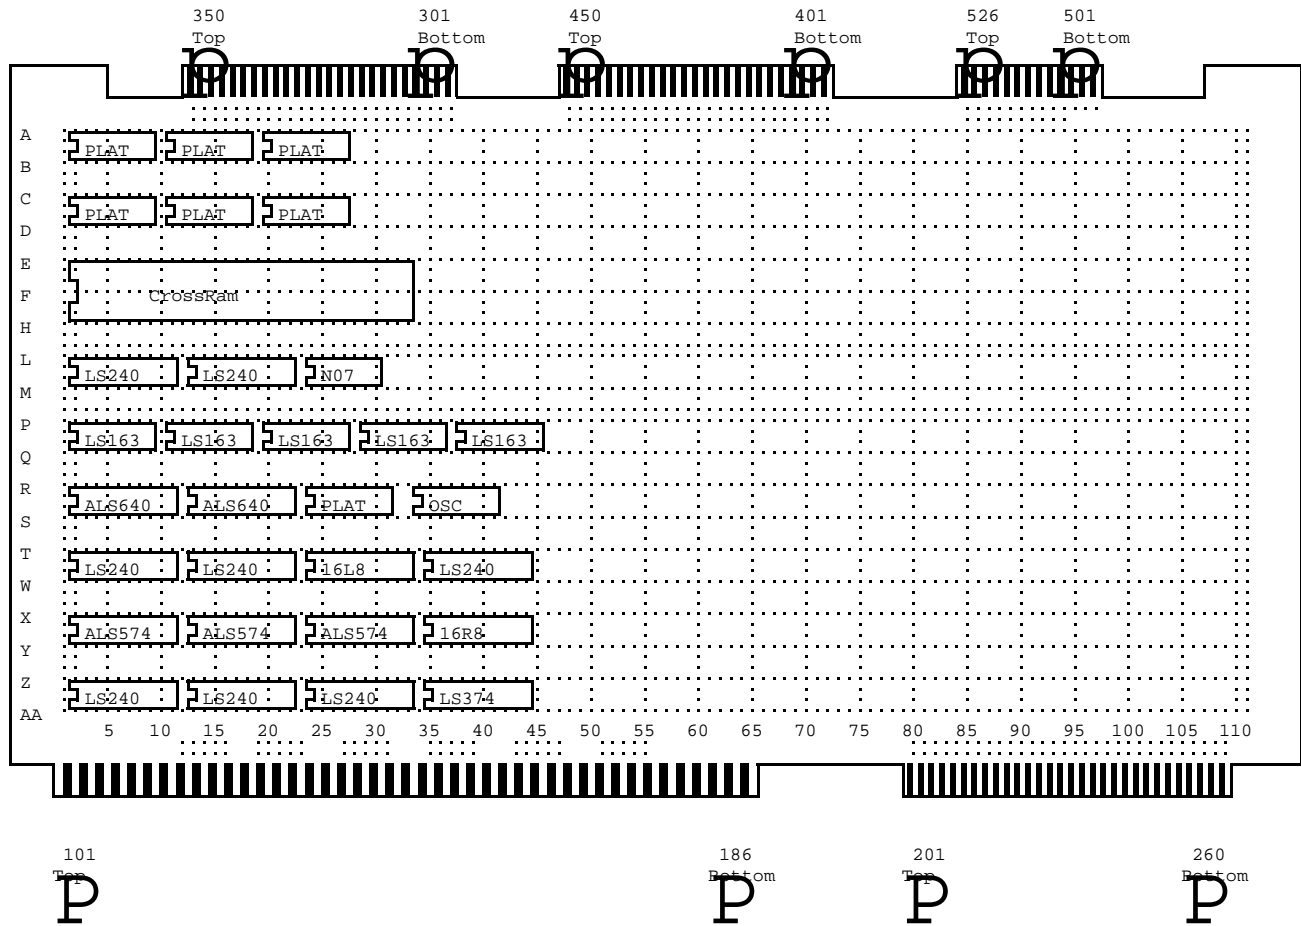 350 301 450 401 526 501
Top Bottom Top Bottom Top Bottom
P P P P P P
A
PLAT PLAT PLAT
B
C
PLAT PLAT PLAT
D
E
F CrossRam
H
L
LS240 LS240 N07
M
P
LS163 LS163 LS163 LS163 LS163
Q
R
ALS640 ALS640 PLAT OSC
S
T
LS240 LS240 16L8 LS240
W
X
ALS574 ALS574 ALS574 16R8
Y
Z
LS240 LS240 LS240 LS374
AA
5 10 15 20 25 30 35 40 45 50 55 60 65 70 75 80 85 90 95 100 105 110
101 186 201 260
Top Bottom Top Bottom
P P P P